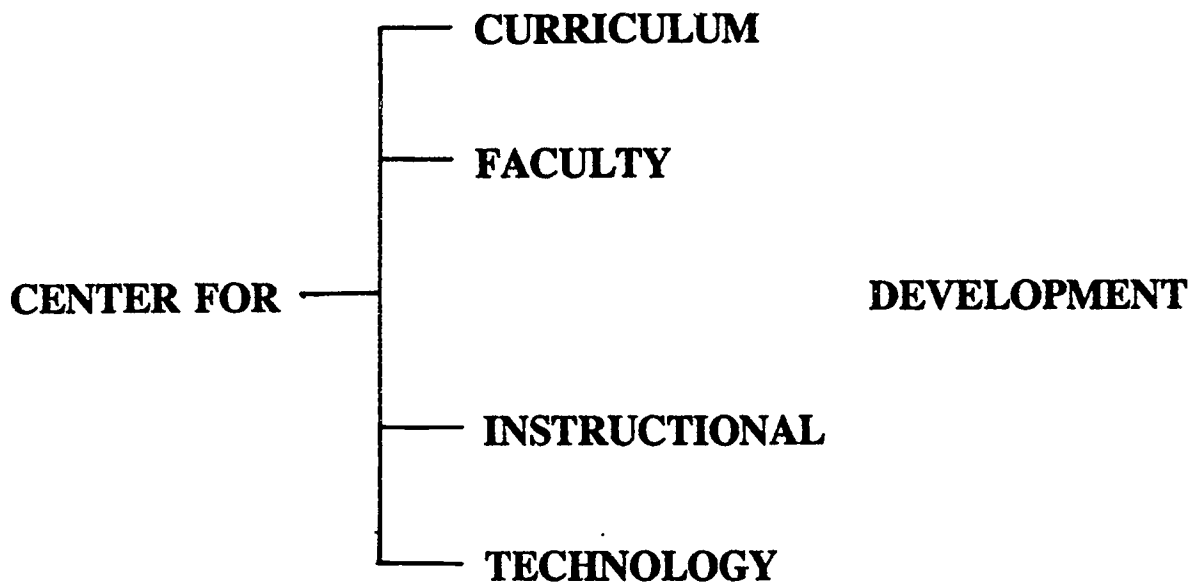 CURRICULUM
FACULTY
CENTER FOR
DEVELOPMENT
INSTRUCTIONAL
TECHNOLOGY